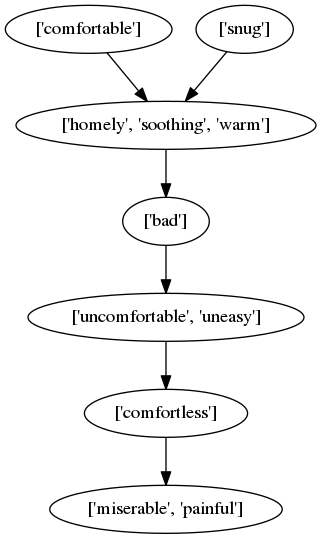 ['comfortable']
['snug']
['homely', 'soothing', 'warm']
['bad']
['uncomfortable', 'uneasy']
['comfortless']
['miserable', 'painful']